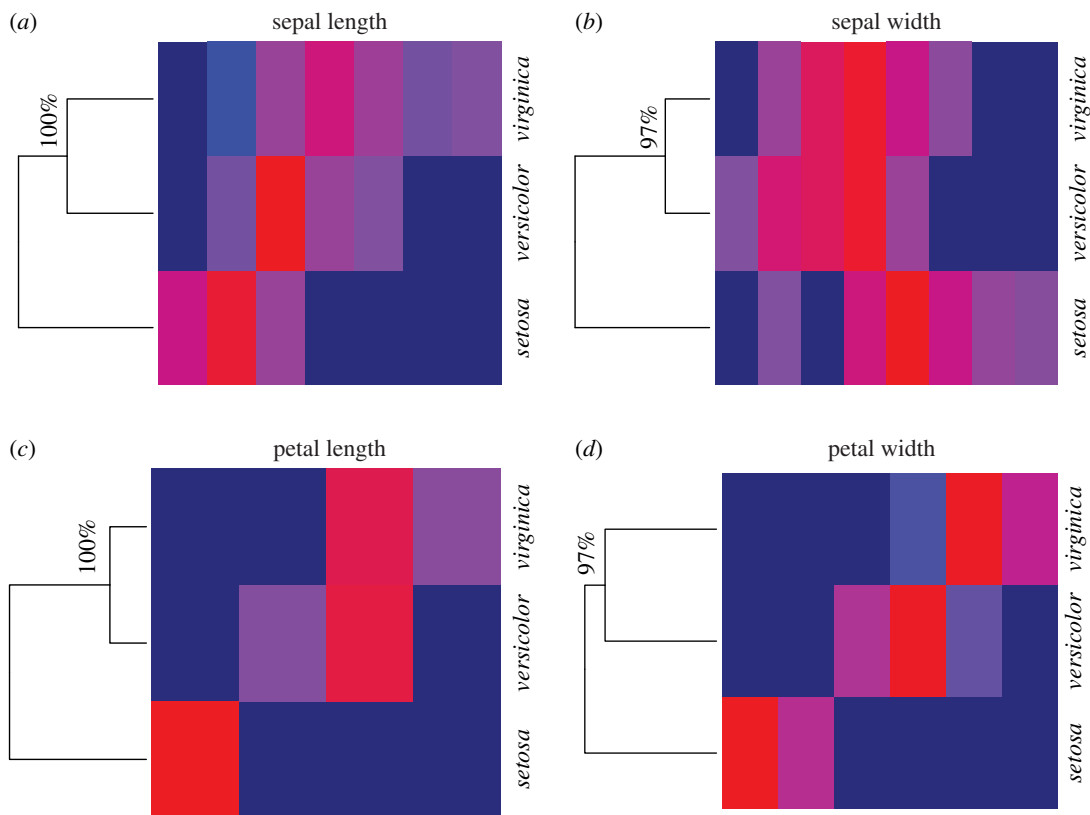 (a) sepal length
100%
virginica
versicolor
setosa
(b) sepal width
97%
virginica
versicolor
setosa
(c) petal length
100%
virginica
versicolor
setosa
(d) petal width
97%
virginica
versicolor
setosa